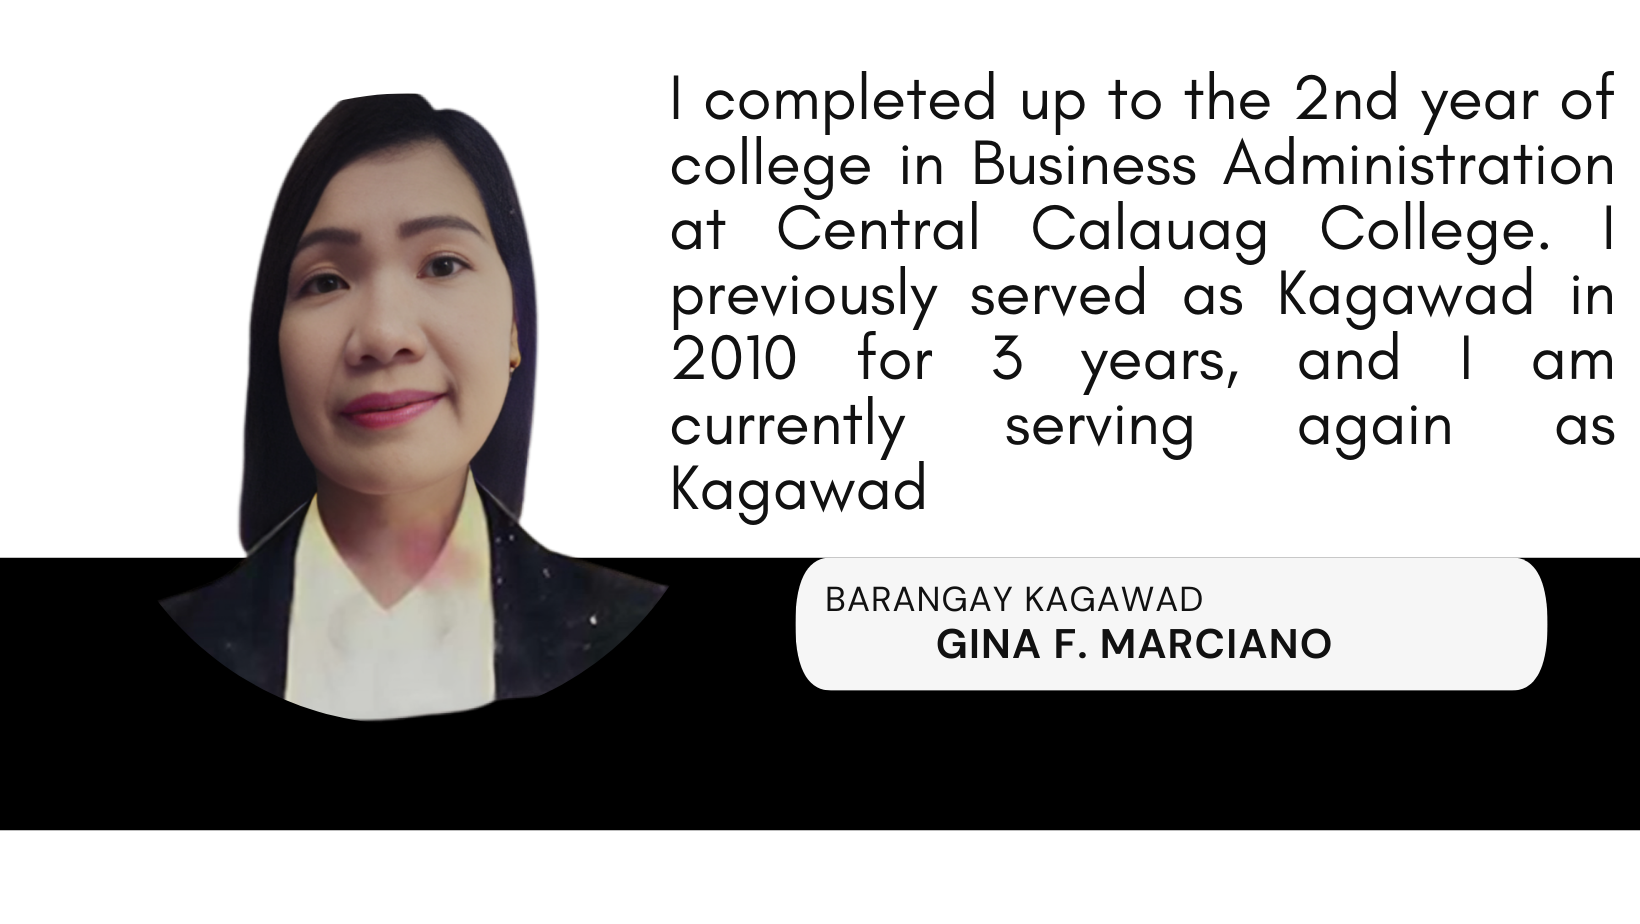 I completed up to the 2nd year of
college in Business Administration
at Central Calauag College. I
previously served as Kagawad in
2010 for 3 years, and I am
currently serving again as
Kagawad
BARANGAY KAGAWAD
GINA F. MARCIANO